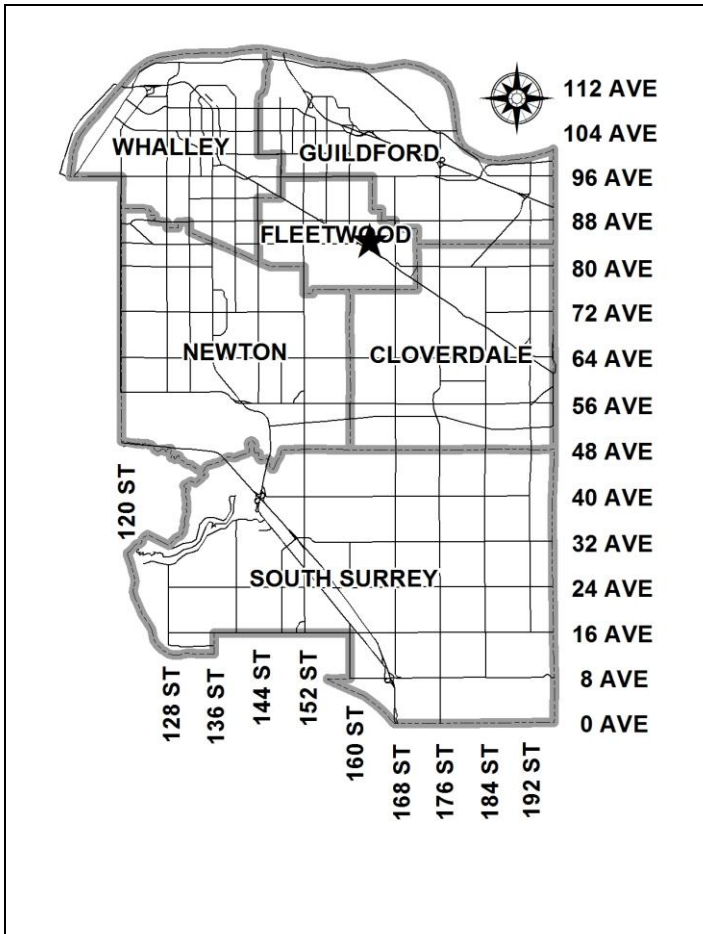 112 AVE
104 AVE
WHALLEY
GUILDFORD
96 AVE
88 AVE
FLEETWOOD
80 AVE
72 AVE
NEWTON
CLOVERDALE
64 AVE
56 AVE
48 AVE
120 ST
40 AVE
32 AVE
SOUTH SURREY
24 AVE
16 AVE
8 AVE
0 AVE
128 ST
136 ST
144 ST
152 ST
160 ST
168 ST
176 ST
184 ST
192 ST